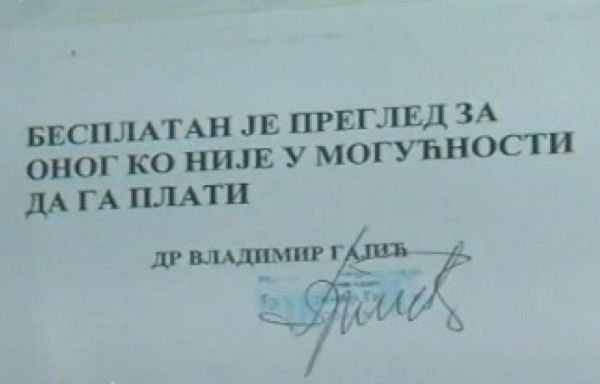 БЕСПЛАТАН ЈЕ ПРЕГЛЕД ЗА
ОНОГ КО НИЈЕ У МОГУЋНОСТИ
ДА ГА ПЛАТИ
ДР ВЛАДИМИР ГАЈИЋ